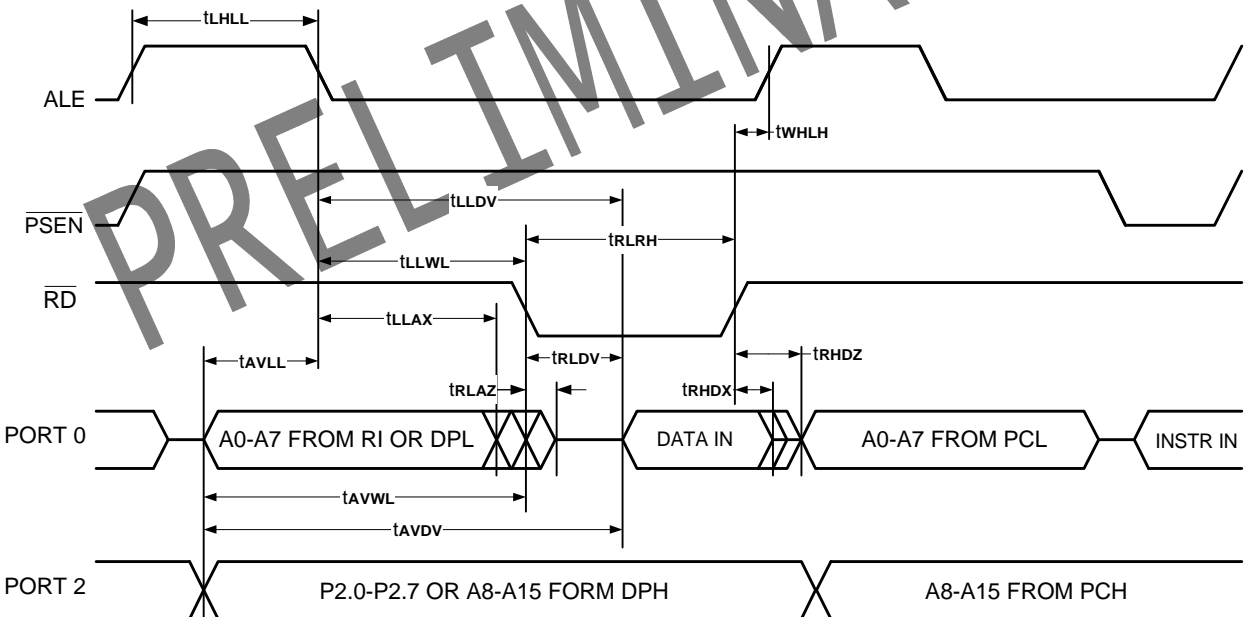 PRELIMINA
tLHLL
ALE
tWHLH
PSEN
tLLDV
tRLRH
tLLWL
RD
tLLAX
tAVLL
tRLDV
tRHDZ
tRLAZ
tRHDX
PORT 0
A0-A7 FROM RI OR DPL
DATA IN
A0-A7 FROM PCL
INSTR IN
tAVWL
tAVDV
PORT 2
P2.0-P2.7 OR A8-A15 FORM DPH
A8-A15 FROM PCH